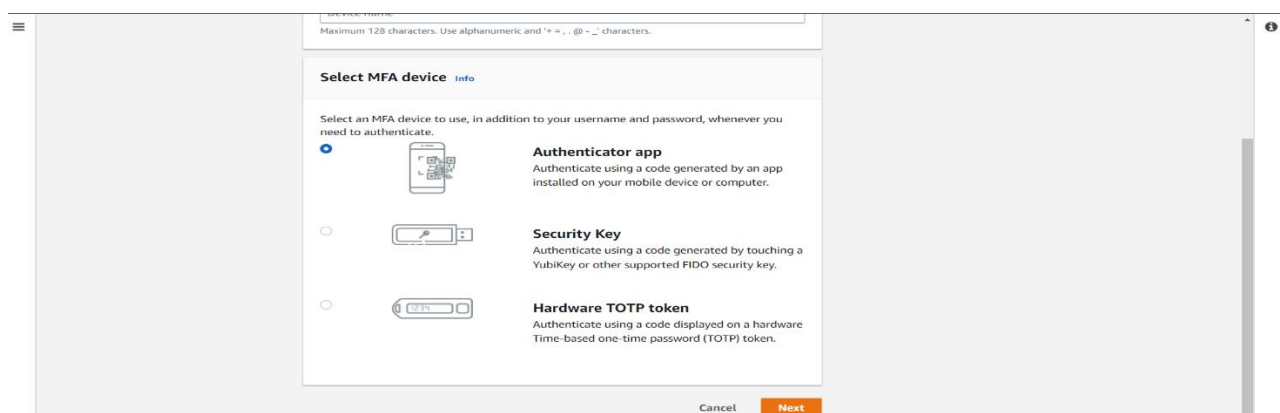 Device name
Maximum 128 characters. Use alphanumeric and '+ = , . @ - _' characters.
Select MFA device Info
Select an MFA device to use, in addition to your username and password, whenever you
need to authenticate.
Authenticator app
Authenticate using a code generated by an app
installed on your mobile device or computer.
Security Key
Authenticate using a code generated by touching a
YubiKey or other supported FIDO security key.
1234
Hardware TOTP token
Authenticate using a code displayed on a hardware
Time-based one-time password (TOTP) token.
Cancel Next